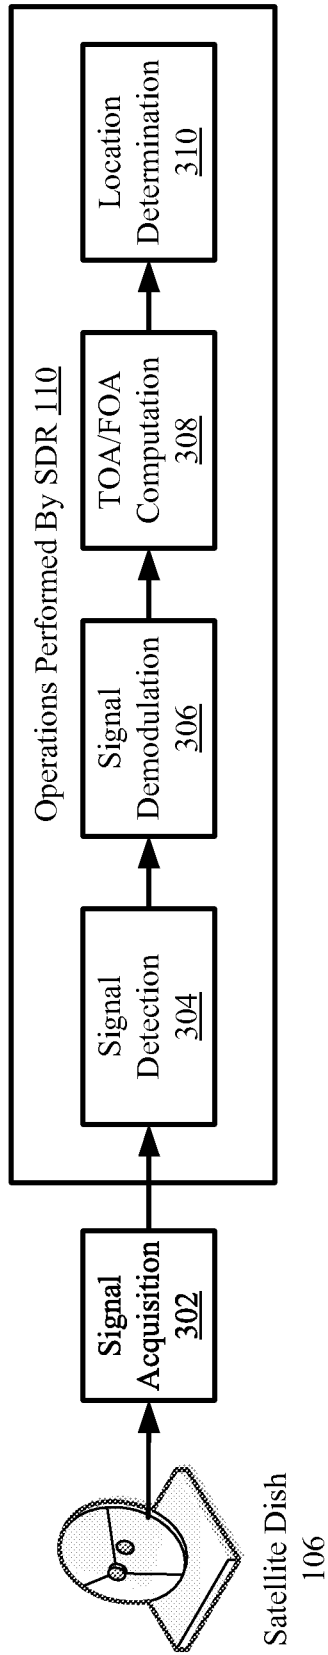 Operations Performed By SDR 110
Satellite Dish
106
Signal
Acquisition
302
Signal
Detection
304
Signal
Demodulation
306
TOA/FOA
Computation
308
Location
Determination
310